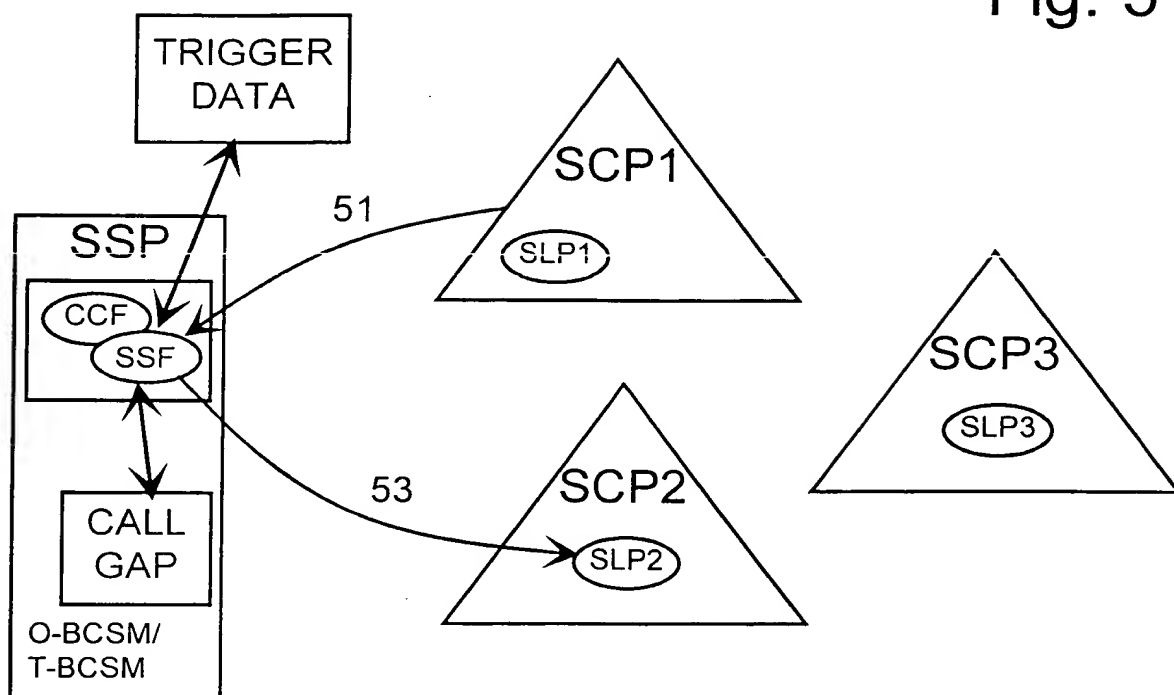 Fig. 5
TRIGGER
DATA
SCP1
51
SLP1
SSP
CCF
SSF
SCP3
SLP3
53
SCP2
SLP2
CALL
GAP
O-BCSM/
T-BCSM